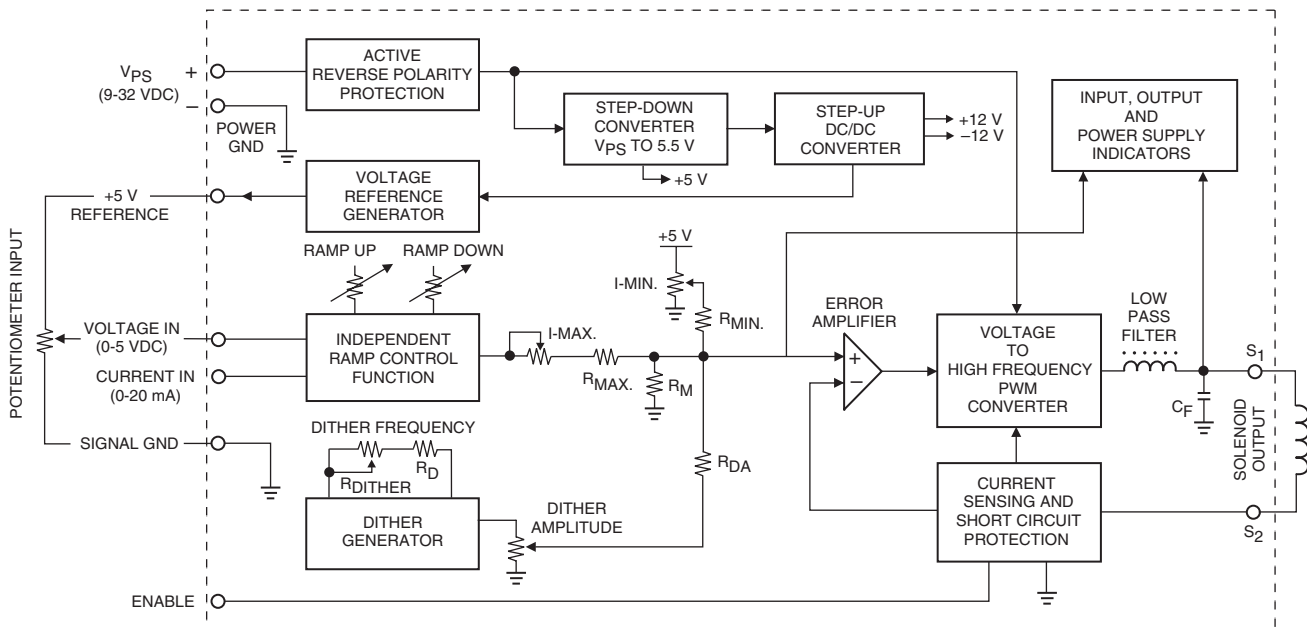 VPS
+
(9-32 VDC)
−
POWER
GND
ACTIVE
REVERSE POLARITY
PROTECTION
STEP-DOWN
CONVERTER
VPS TO 5.5 V
+5 V
STEP-UP
DC/DC
CONVERTER
+12 V
−12 V
INPUT, OUTPUT
AND
POWER SUPPLY
INDICATORS
+5 V
REFERENCE
VOLTAGE
REFERENCE
GENERATOR
POTENTIOMETER INPUT
RAMP UP
RAMP DOWN
VOLTAGE IN
(0-5 VDC)
CURRENT IN
(0-20 mA)
INDEPENDENT
RAMP CONTROL
FUNCTION
I-MAX.
RMAX.
RM
+5 V
I-MIN.
RMIN.
ERROR
AMPLIFIER
+
−
VOLTAGE
TO
HIGH FREQUENCY
PWM
CONVERTER
LOW
PASS
FILTER
CF
S1
SOLENOID
OUTPUT
S2
SIGNAL GND
DITHER FREQUENCY
RD
RDITHER
DITHER
GENERATOR
DITHER
AMPLITUDE
RDA
CURRENT
SENSING AND
SHORT CIRCUIT
PROTECTION
ENABLE